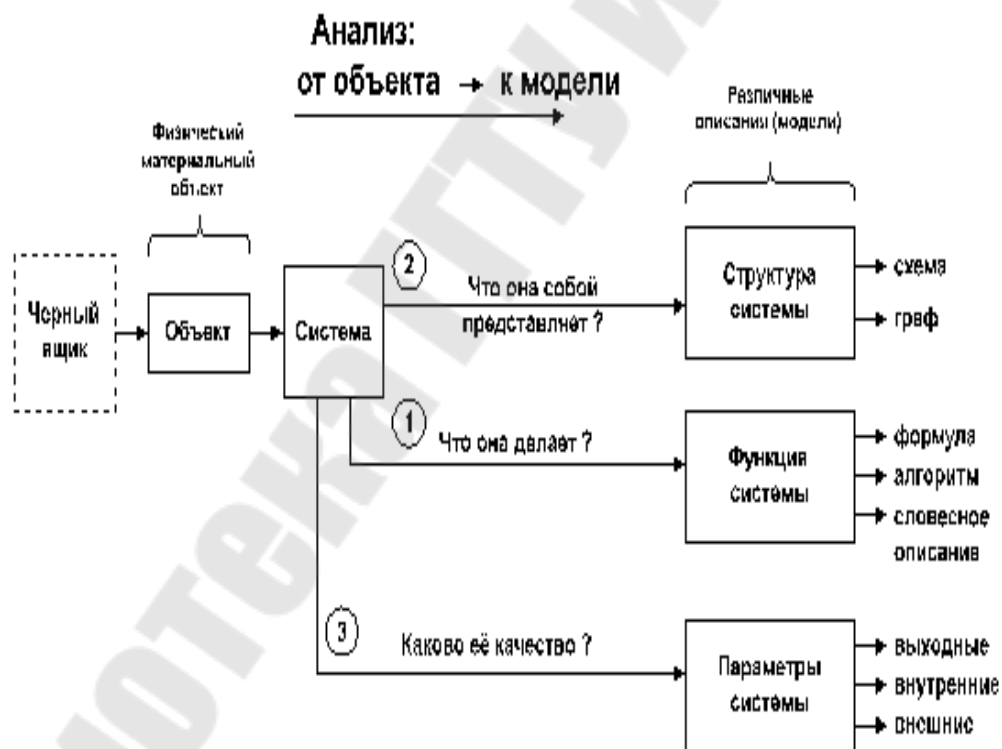 Анализ:
от объекта → к модели
Физический
материальный
объект
Различные
описания (модели)
Черный
ящик
Объект
Система
2
Что она собой
представляет ?
Структура
системы
схема
граф
1
Что она делает ?
Функция
системы
формула
алгоритм
словесное
описание
3
Каково её качество ?
Параметры
системы
выходные
внутренние
внешние